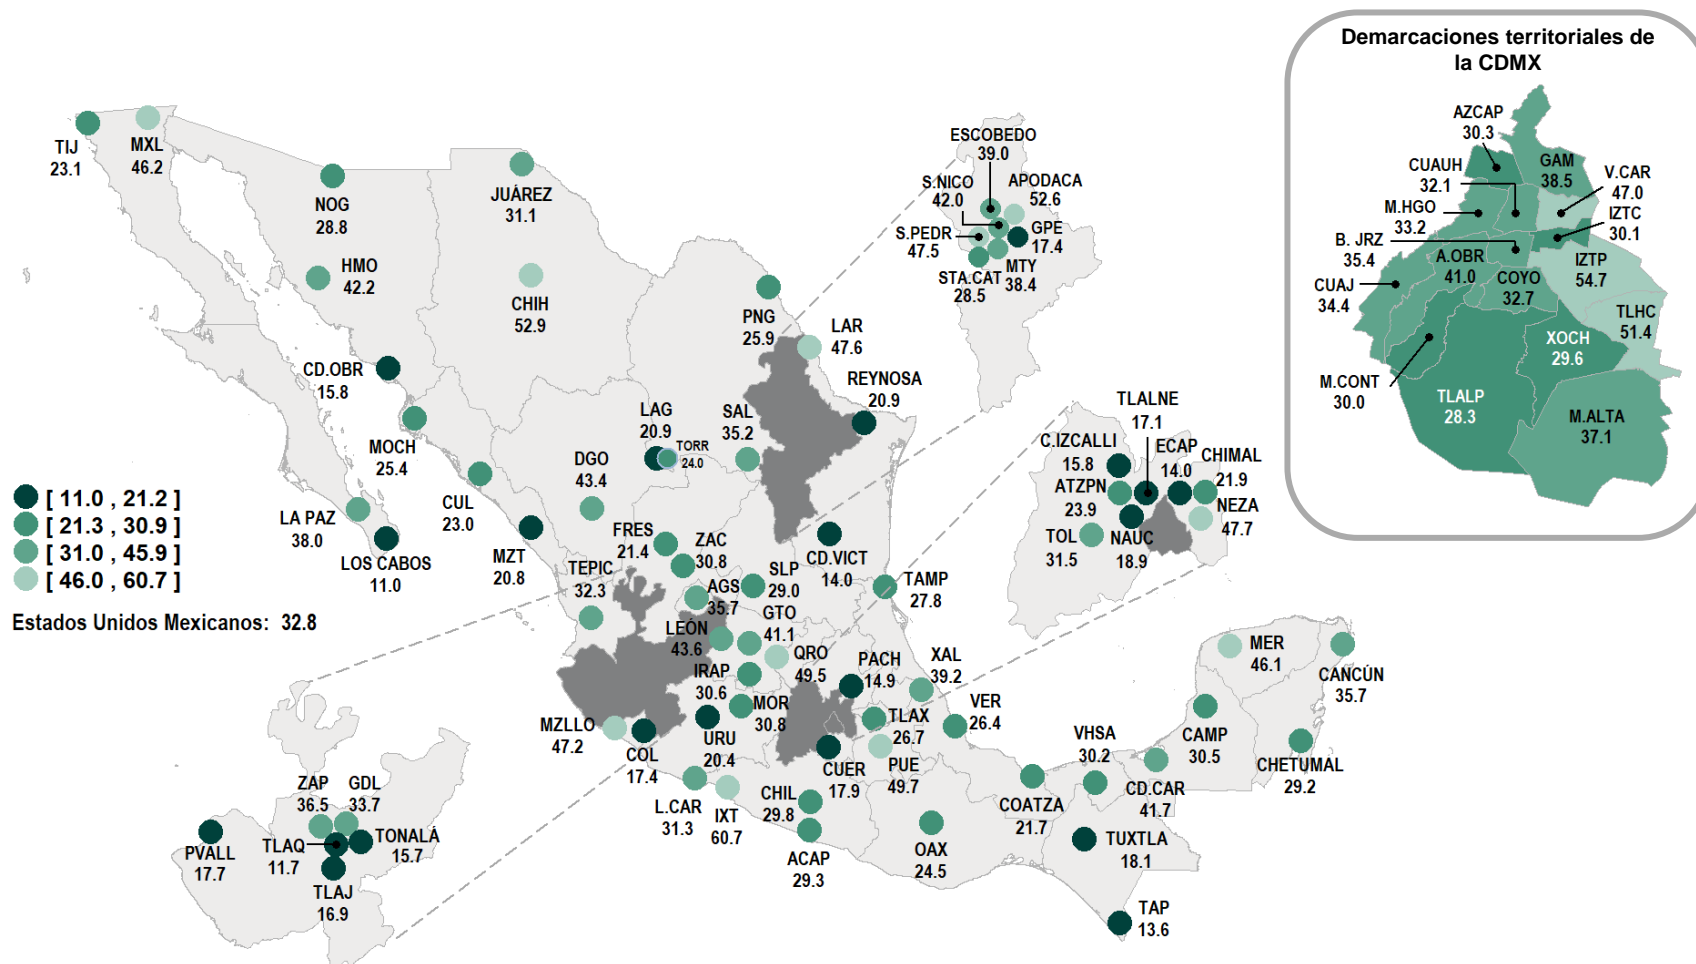 Demarcaciones territoriales de
la CDMX
AZCAP
30.3
CUAUH
32.1
GAM
38.5
V.CAR
47.0
M.HGO
33.2
IZTC
30.1
B. JRZ
35.4
A.OBR
41.0
IZTP
54.7
CUAJ
34.4
COYO
32.7
TLHC
51.4
XOCH
29.6
M.CONT
30.0
TLALP
28.3
M.ALTA
37.1
TIJ
23.1
MXL
46.2
NOG
28.8
JUÁREZ
31.1
HMO
42.2
CHIH
52.9
CD.OBR
15.8
MOCH
25.4
PNG
25.9
LAR
47.6
REYNOSA
20.9
LAG
20.9
TORR
24.0
SAL
35.2
DGO
43.4
CUL
23.0
LA PAZ
38.0
LOS CABOS
11.0
MZT
20.8
FRES
21.4
ZAC
30.8
CD.VICT
14.0
TEPIC
32.3
AGS
35.7
SLP
29.0
TAMP
27.8
GTO
41.1
LEÓN
43.6
QRO
49.5
IRAP
30.6
PACH
14.9
XAL
39.2
MOR
30.8
VER
26.4
TLAX
26.7
MZLLO
47.2
COL
17.4
URU
20.4
CUER
17.9
PUE
49.7
L.CAR
31.3
IXT
60.7
CHIL
29.8
ACAP
29.3
OAX
24.5
COATZA
21.7
VHSA
30.2
CD.CAR
41.7
CAMP
30.5
MER
46.1
CANCÚN
35.7
CHETUMAL
29.2
TUXTLA
18.1
TAP
13.6
ESCOBEDO
39.0
S.NICO
42.0
APODACA
52.6
S.PEDR
47.5
GPE
17.4
MTY
38.4
STA.CAT
28.5
TLALNE
17.1
C.IZCALLI
15.8
ECAP
14.0
CHIMAL
21.9
ATZPN
23.9
NEZA
47.7
TOL
31.5
NAUC
18.9
ZAP
36.5
GDL
33.7
PVALL
17.7
TLAQ
11.7
TONALÁ
15.7
TLAJ
16.9
[ 11.0 , 21.2 ]
[ 21.3 , 30.9 ]
[ 31.0 , 45.9 ]
[ 46.0 , 60.7 ]
Estados Unidos Mexicanos: 32.8